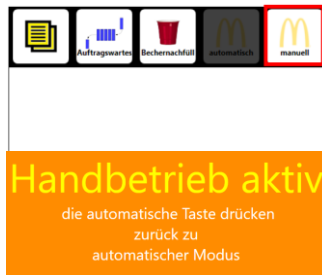 Auftragswartes Bechernachfüll automatisch manuell
Handbetrieb aktiv
die automatische Taste drücken
zurück zu
automatischer Modus